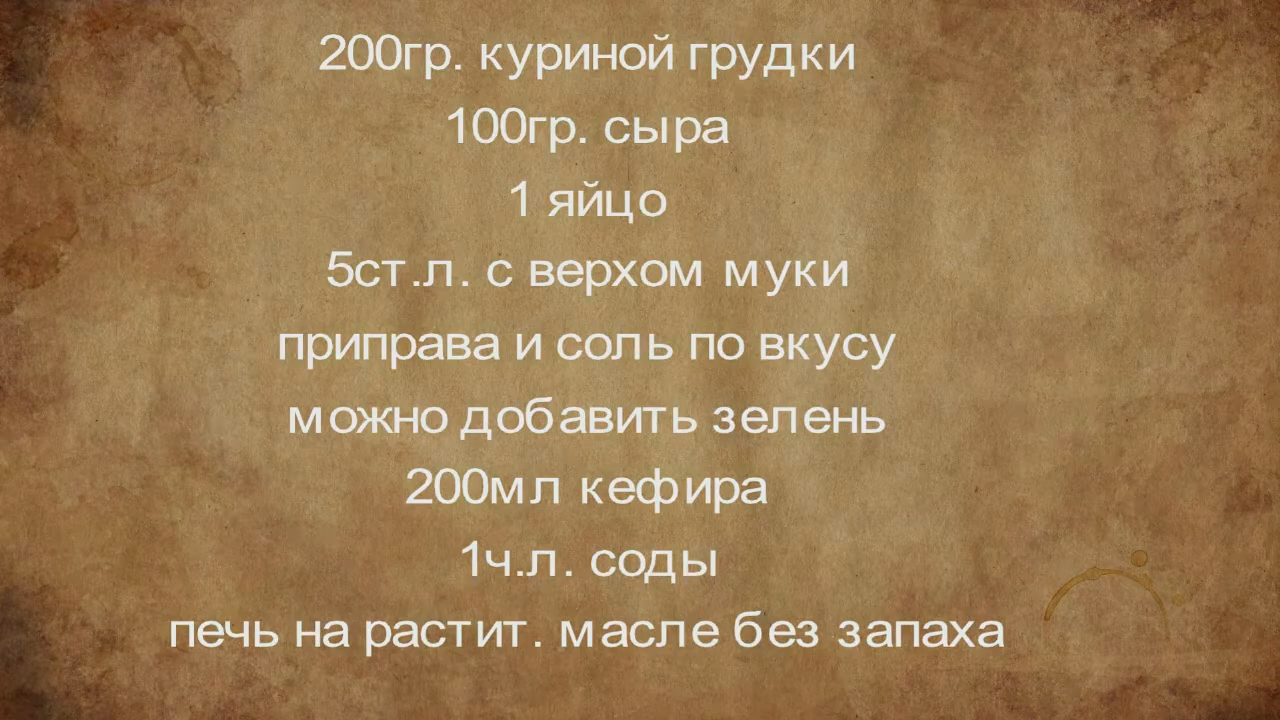 200гр. куриной грудки
100гр. сыра
1 яйцо
5ст.л. с верхом муки
приправа и соль по вкусу
можно добавить зелень
200мл кефира
1ч.л. соды
печь на растит. масле без запаха